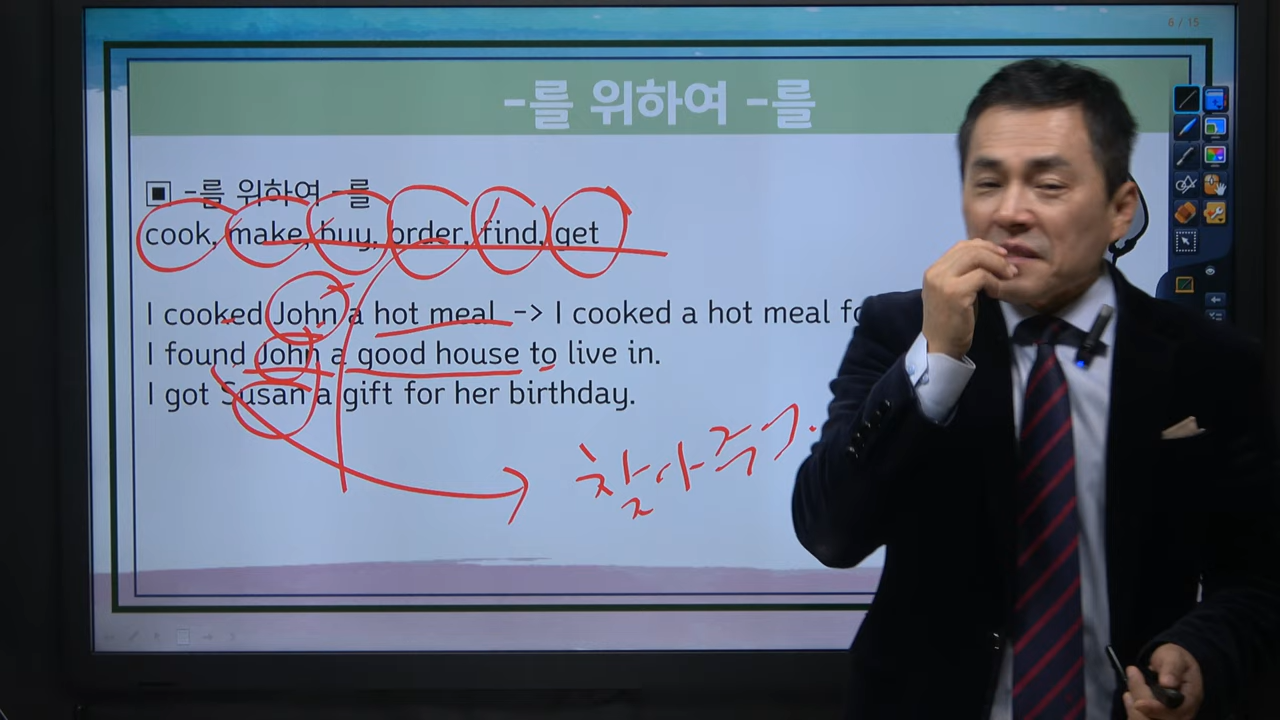 6 / 15
-를 위하여 -를
▣ -를 위하여 -를
cook, make, buy, order, find, get
I cooked John a hot meal -> I cooked a hot meal fo
I found John a good house to live in.
I got Susan a gift for her birthday.
찾아주기.